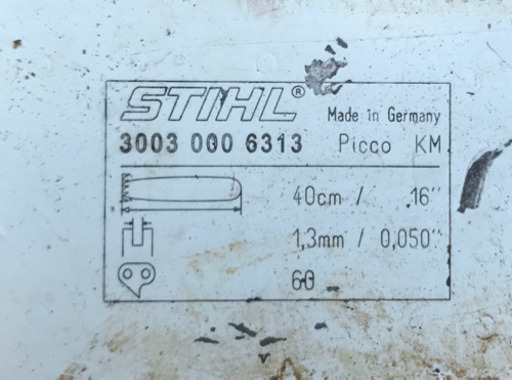 STIHL® Made in Germany
3003 000 6313 Picco KM
40cm / 16"
1,3mm / 0,050"
60